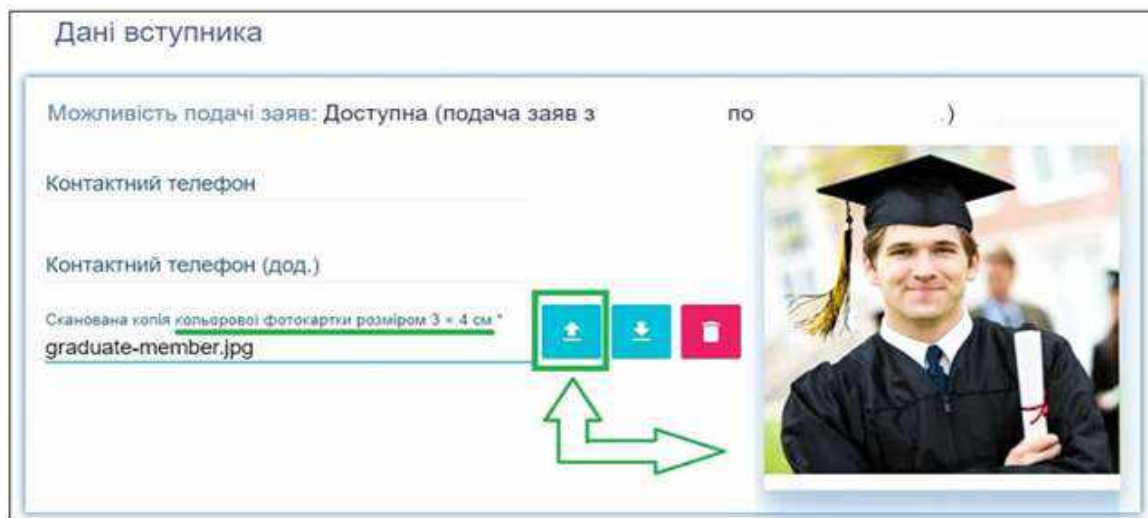 Дані вступника
Можливість подачі заяв: Доступна (подача заяв з по .)
Контактний телефон
Контактний телефон (дод.)
Сканована копія кольорової фотокартки розміром 3 × 4 см *
graduate-member.jpg